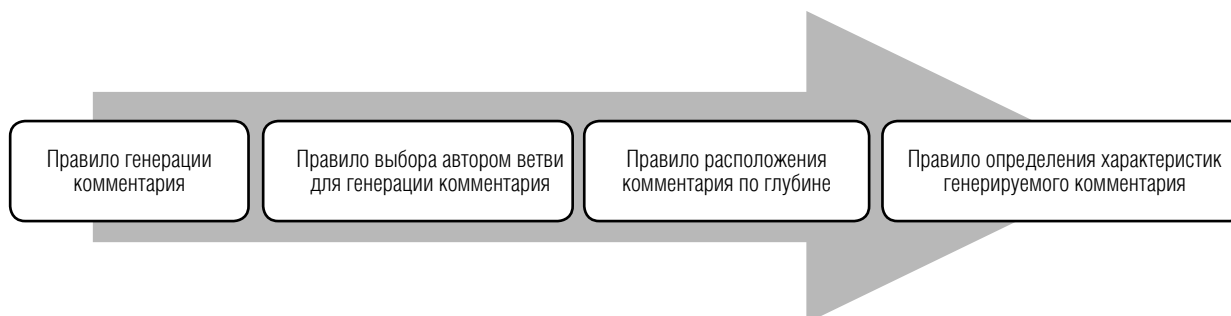 Правило генерации
комментария
Правило выбора автором ветви
для генерации комментария
Правило расположения
комментария по глубине
Правило определения характеристик
генерируемого комментария